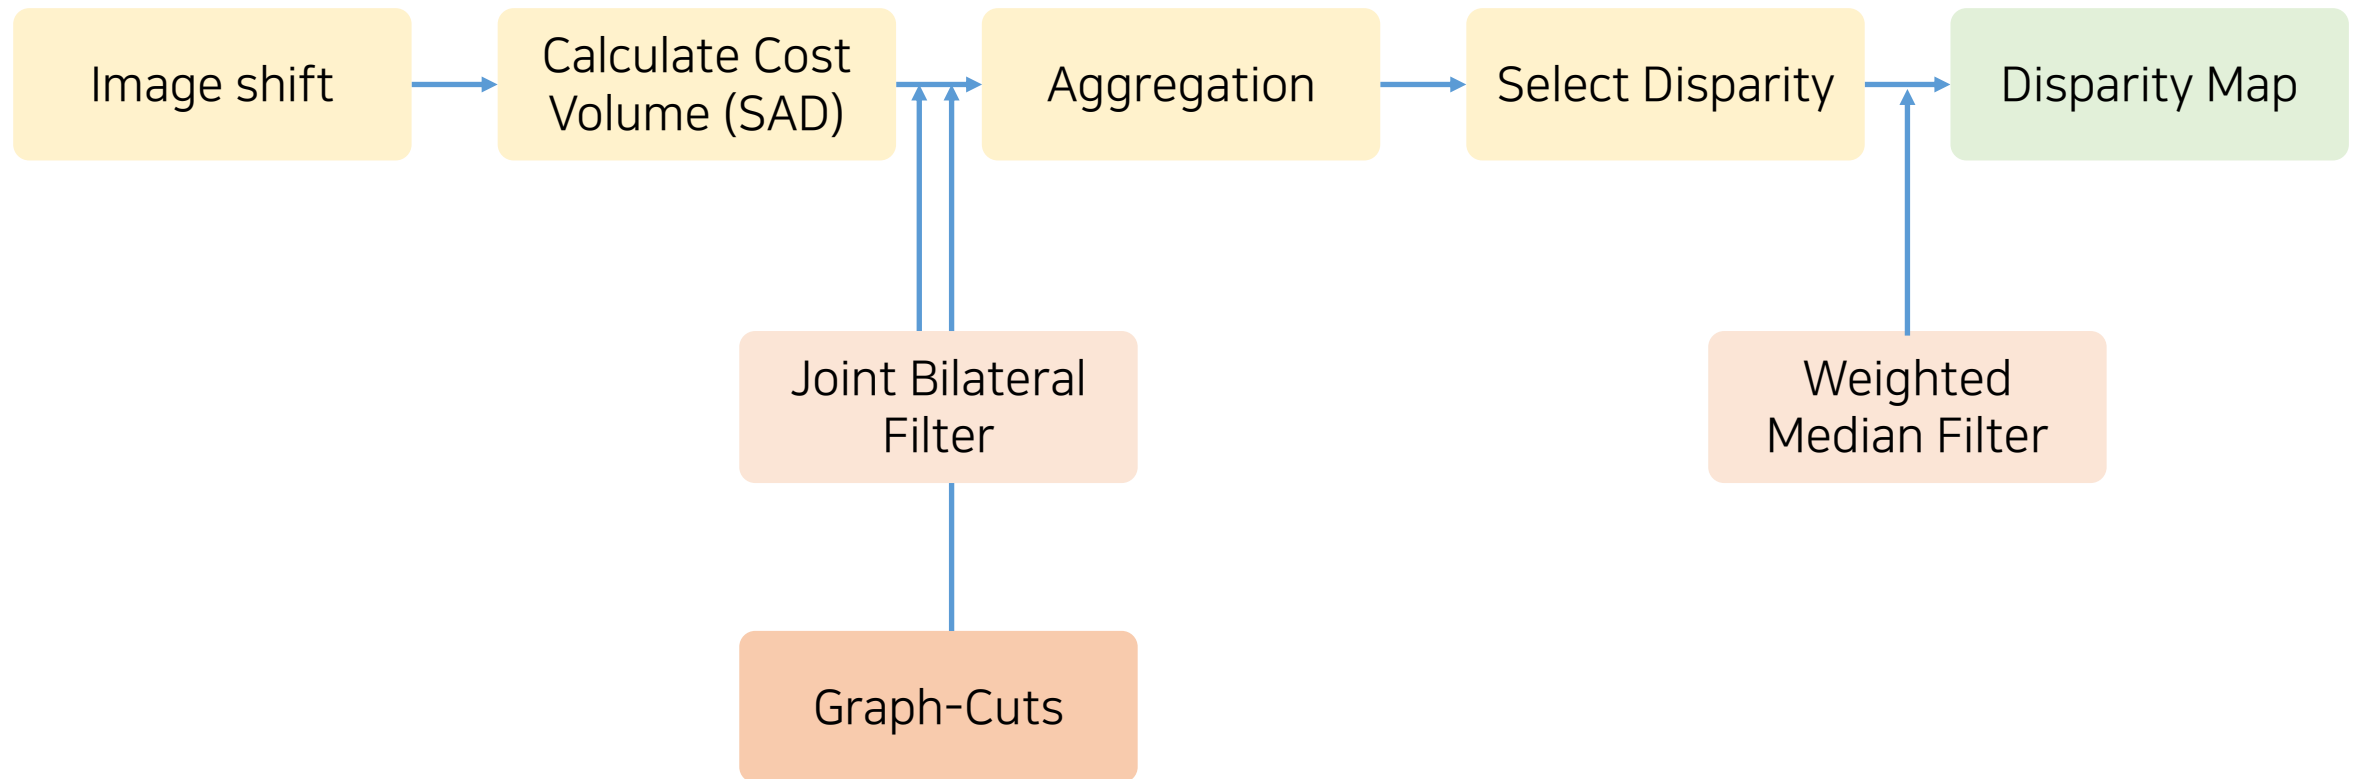 Image shift
Calculate Cost
Volume (SAD)
Aggregation
Select Disparity
Disparity Map
Joint Bilateral
Filter
Weighted
Median Filter
Graph-Cuts